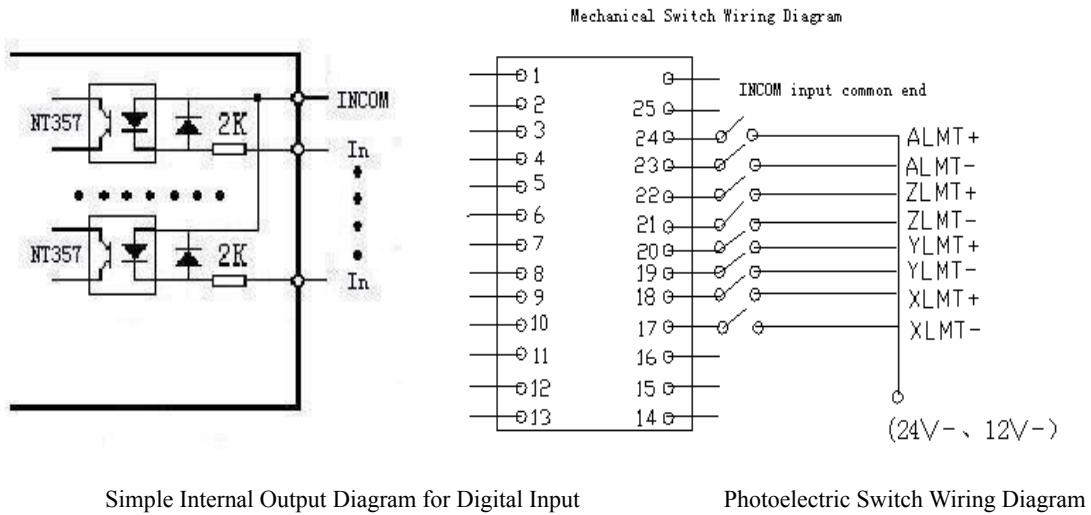 Mechanical Switch Wiring Diagram
INCOM
NT357
2K
In
NT357
2K
In
1
2
3
4
5
6
7
8
9
10
11
12
13
25
24
23
22
21
20
19
18
17
16
15
14
INCOM input common end
ALMT+
ALMT-
ZLMT+
ZLMT-
YLMT+
YLMT-
XLMT+
XLMT-
(24V-、12V-)
Simple Internal Output Diagram for Digital Input
Photoelectric Switch Wiring Diagram